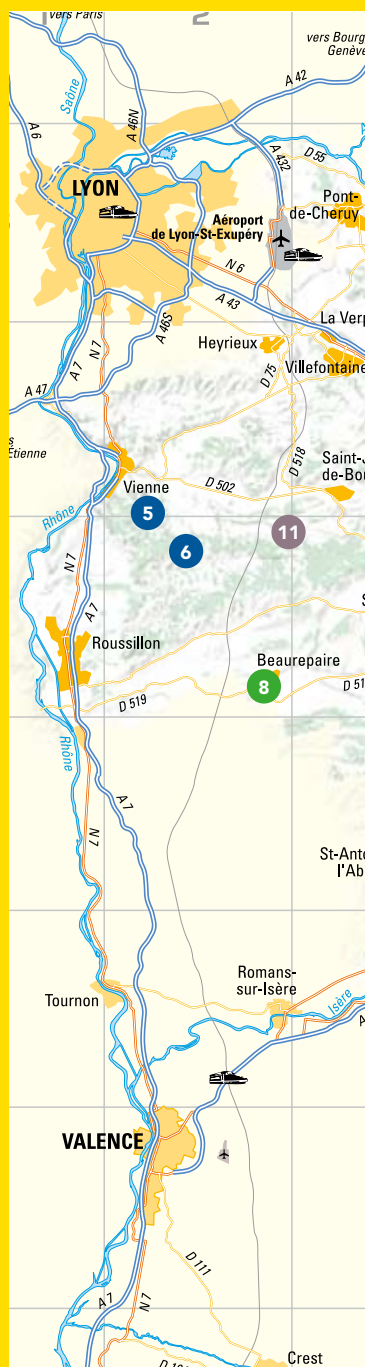 vers Paris
2
vers Bourg
Genève
A 42
A 6
Saône
A 46N
A 432
D 55
LYON
Pont-
de-Cheruy
Aéroport
de Lyon-St-Exupéry
N 6
A 43
La Verp
A 7
N 7
A 46S
Heyrieux
Villefontaine
D 75
A 47
Étienne
D 518
Vienne
D 502
Saint-J
de-Bou
5
Rhône
6
11
N 7
A 7
Roussillon
S
Beaurepaire
8
D 519
D 51
Rhône
A 7
N 7
St-Anto
l'Ab
Romans-
sur-Isère
Tournon
Isère
A
VALENCE
D 111
A 7
N 7
Crest